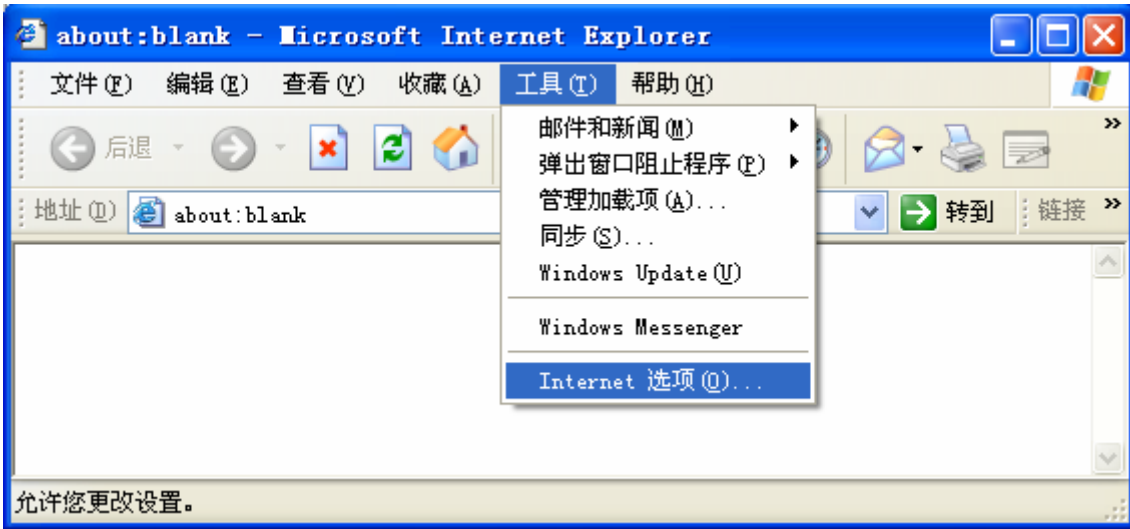 about:blank - Microsoft Internet Explorer
文件(F) 编辑(E) 查看(V) 收藏(A) 工具(T) 帮助(H)
后退
地址(D) about:blank 转到 链接
邮件和新闻(M)
弹出窗口阻止程序(P)
管理加载项(A)...
同步(S)...
Windows Update(U)
Windows Messenger
Internet 选项(O)...
允许您更改设置。